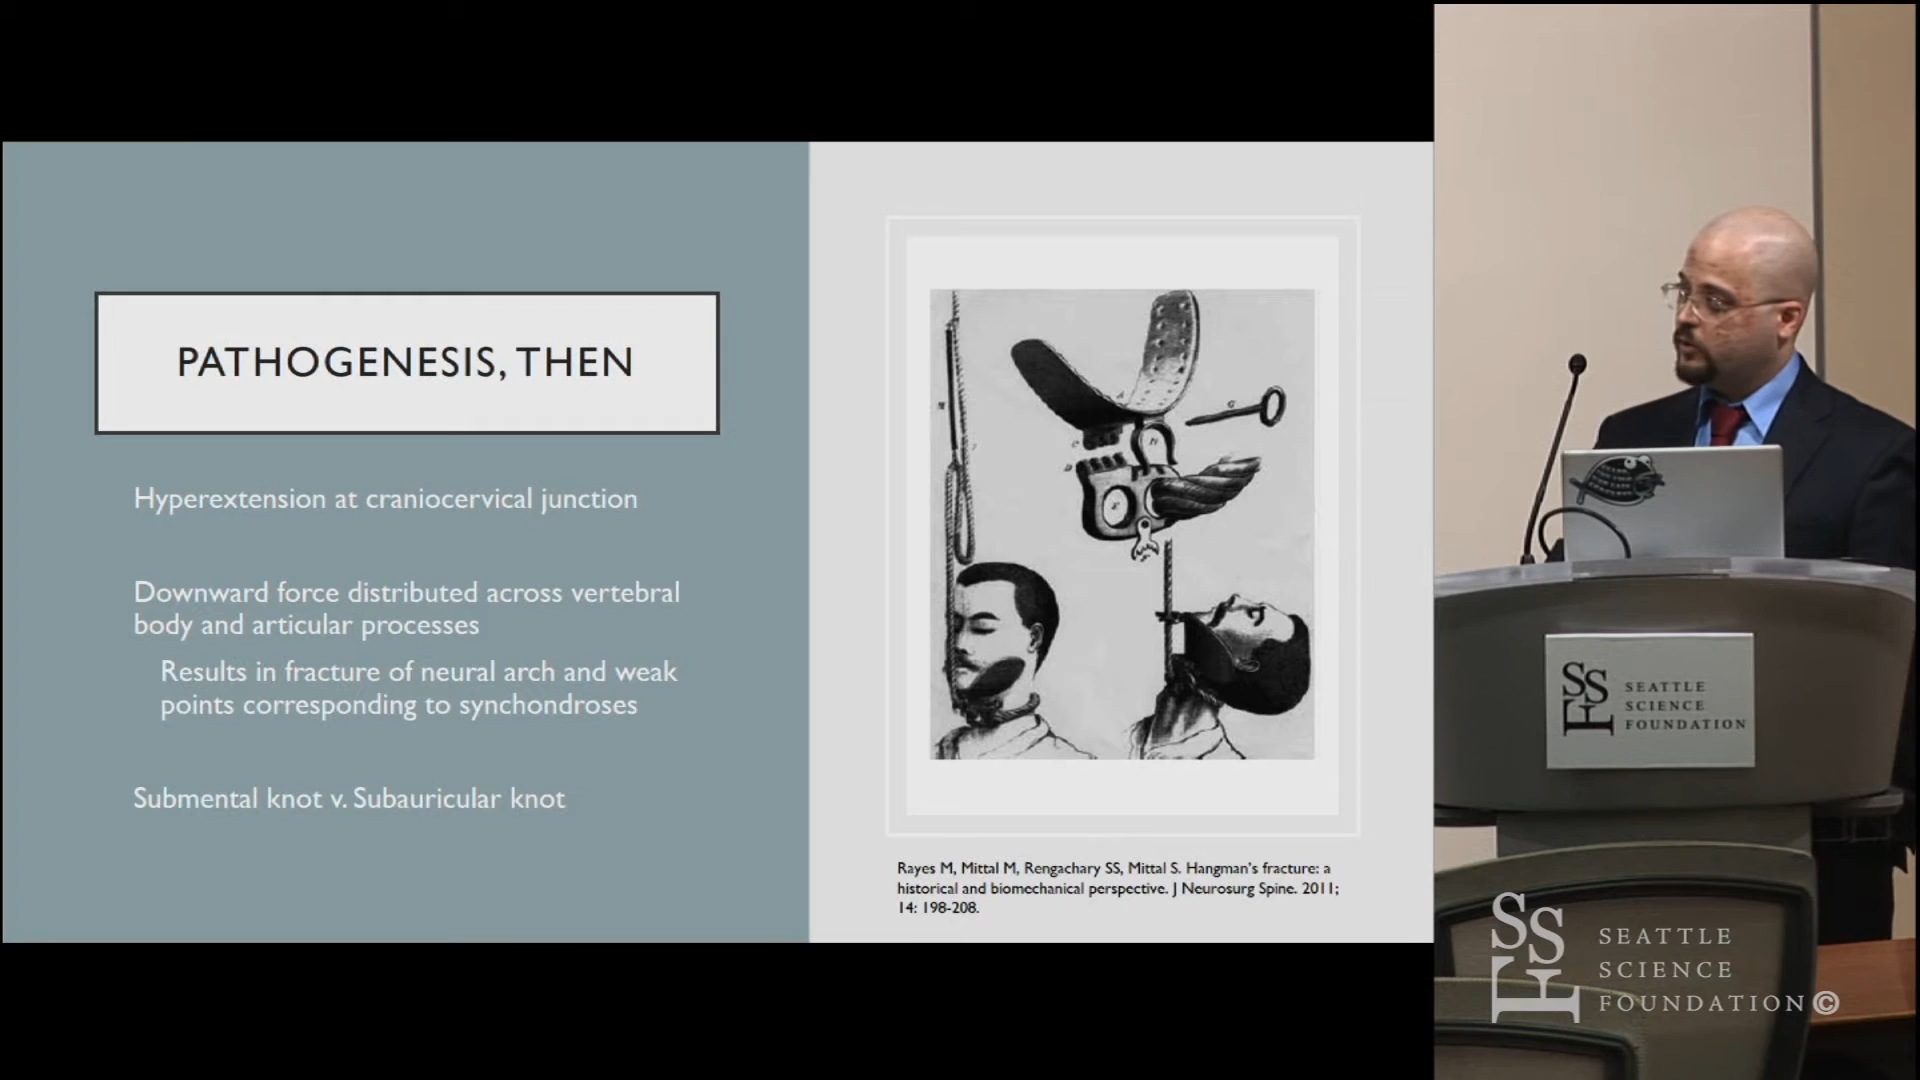 PATHOGENESIS, THEN
Hyperextension at craniocervical junction
Downward force distributed across vertebral
body and articular processes
Results in fracture of neural arch and weak
points corresponding to synchondroses
Submental knot v. Subauricular knot
Rayes M, Mittal M, Rengachary SS, Mittal S. Hangman's fracture: a
historical and biomechanical perspective. J Neurosurg Spine. 2011;
14: 198-208.
SSF
SEATTLE
SCIENCE
FOUNDATION
SSF
SEATTLE
SCIENCE
FOUNDATION©